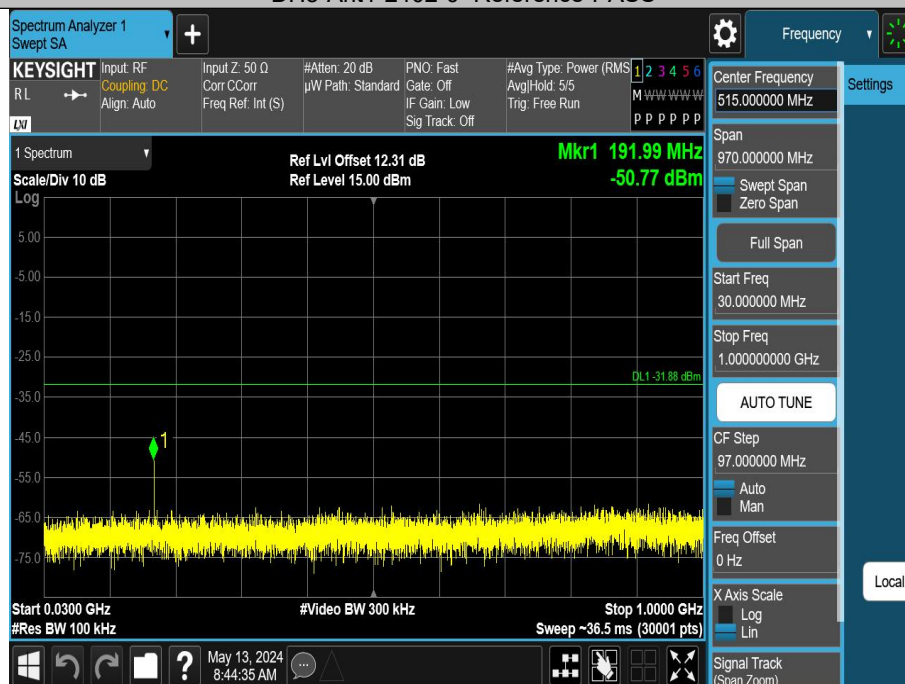 Spectrum Analyzer 1
Swept SA
Frequency
KEYSIGHT
RL
LXI
Input: RF
Coupling: DC
Align: Auto
Input Z: 50 Ω
Corr CCorr
Freq Ref: Int (S)
#Atten: 20 dB
µW Path: Standard
PNO: Fast
Gate: Off
IF Gain: Low
Sig Track: Off
#Avg Type: Power (RMS
Avg|Hold: 5/5
Trig: Free Run
1 2 3 4 5 6
M W W W W W
P P P P P P
1 Spectrum
Scale/Div 10 dB
Log
Ref Lvl Offset 12.31 dB
Ref Level 15.00 dBm
Mkr1 191.99 MHz
-50.77 dBm
5.00
-5.00
-15.0
-25.0
DL1 -31.88 dBm
-35.0
-45.0
1
-55.0
-65.0
-75.0
Start 0.0300 GHz
#Res BW 100 kHz
#Video BW 300 kHz
Stop 1.0000 GHz
Sweep ~36.5 ms (30001 pts)
May 13, 2024
8:44:35 AM
Center Frequency
515.000000 MHz
Settings
Span
970.000000 MHz
Swept Span
Zero Span
Full Span
Start Freq
30.000000 MHz
Stop Freq
1.000000000 GHz
AUTO TUNE
CF Step
97.000000 MHz
Auto
Man
Freq Offset
0 Hz
X Axis Scale
Log
Lin
Local
Signal Track
(Span Zoom)